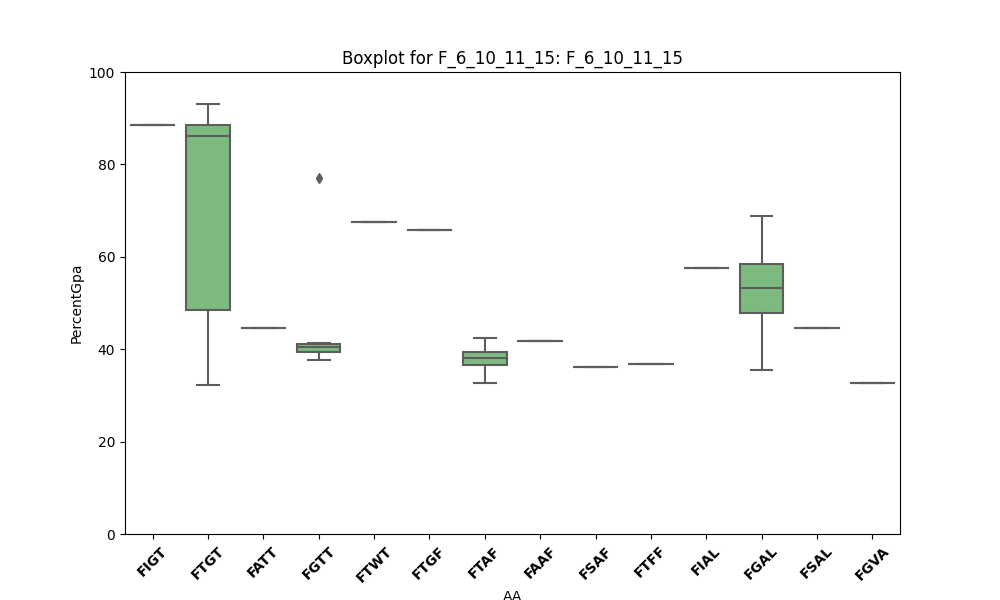 Boxplot for F_6_10_11_15: F_6_10_11_15
100
80
60
40
20
0
PercentGpa
FIGT FTGT FATT FGTT FTWT FTGF FTAF FAAF FSAF FTFF FIAL FGAL FSAL FGVA
AA